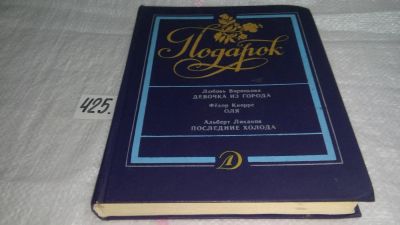 Подарок
Любовь Воронкова
ДЕВОЧКА ИЗ ГОРОДА
Фёдор Кнорре
ОЛЯ
Альберт Лиханов
ПОСЛЕДНИЕ ХОЛОДА
Д
425.